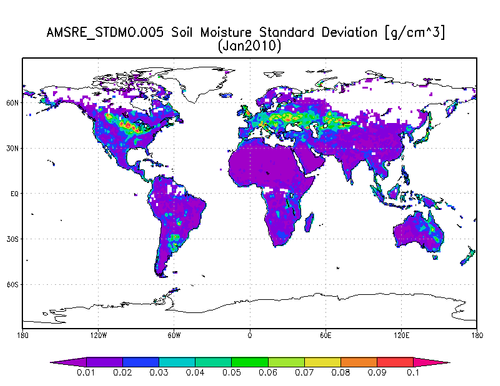 AMSRE_STDMO.005 Soil Moisture Standard Deviation [g/cm^3]
(Jan2010)
60N
30N
EQ
30S
60S
180 120W 60W 0 60E 120E 180
0.01 0.02 0.03 0.04 0.05 0.06 0.07 0.08 0.09 0.1